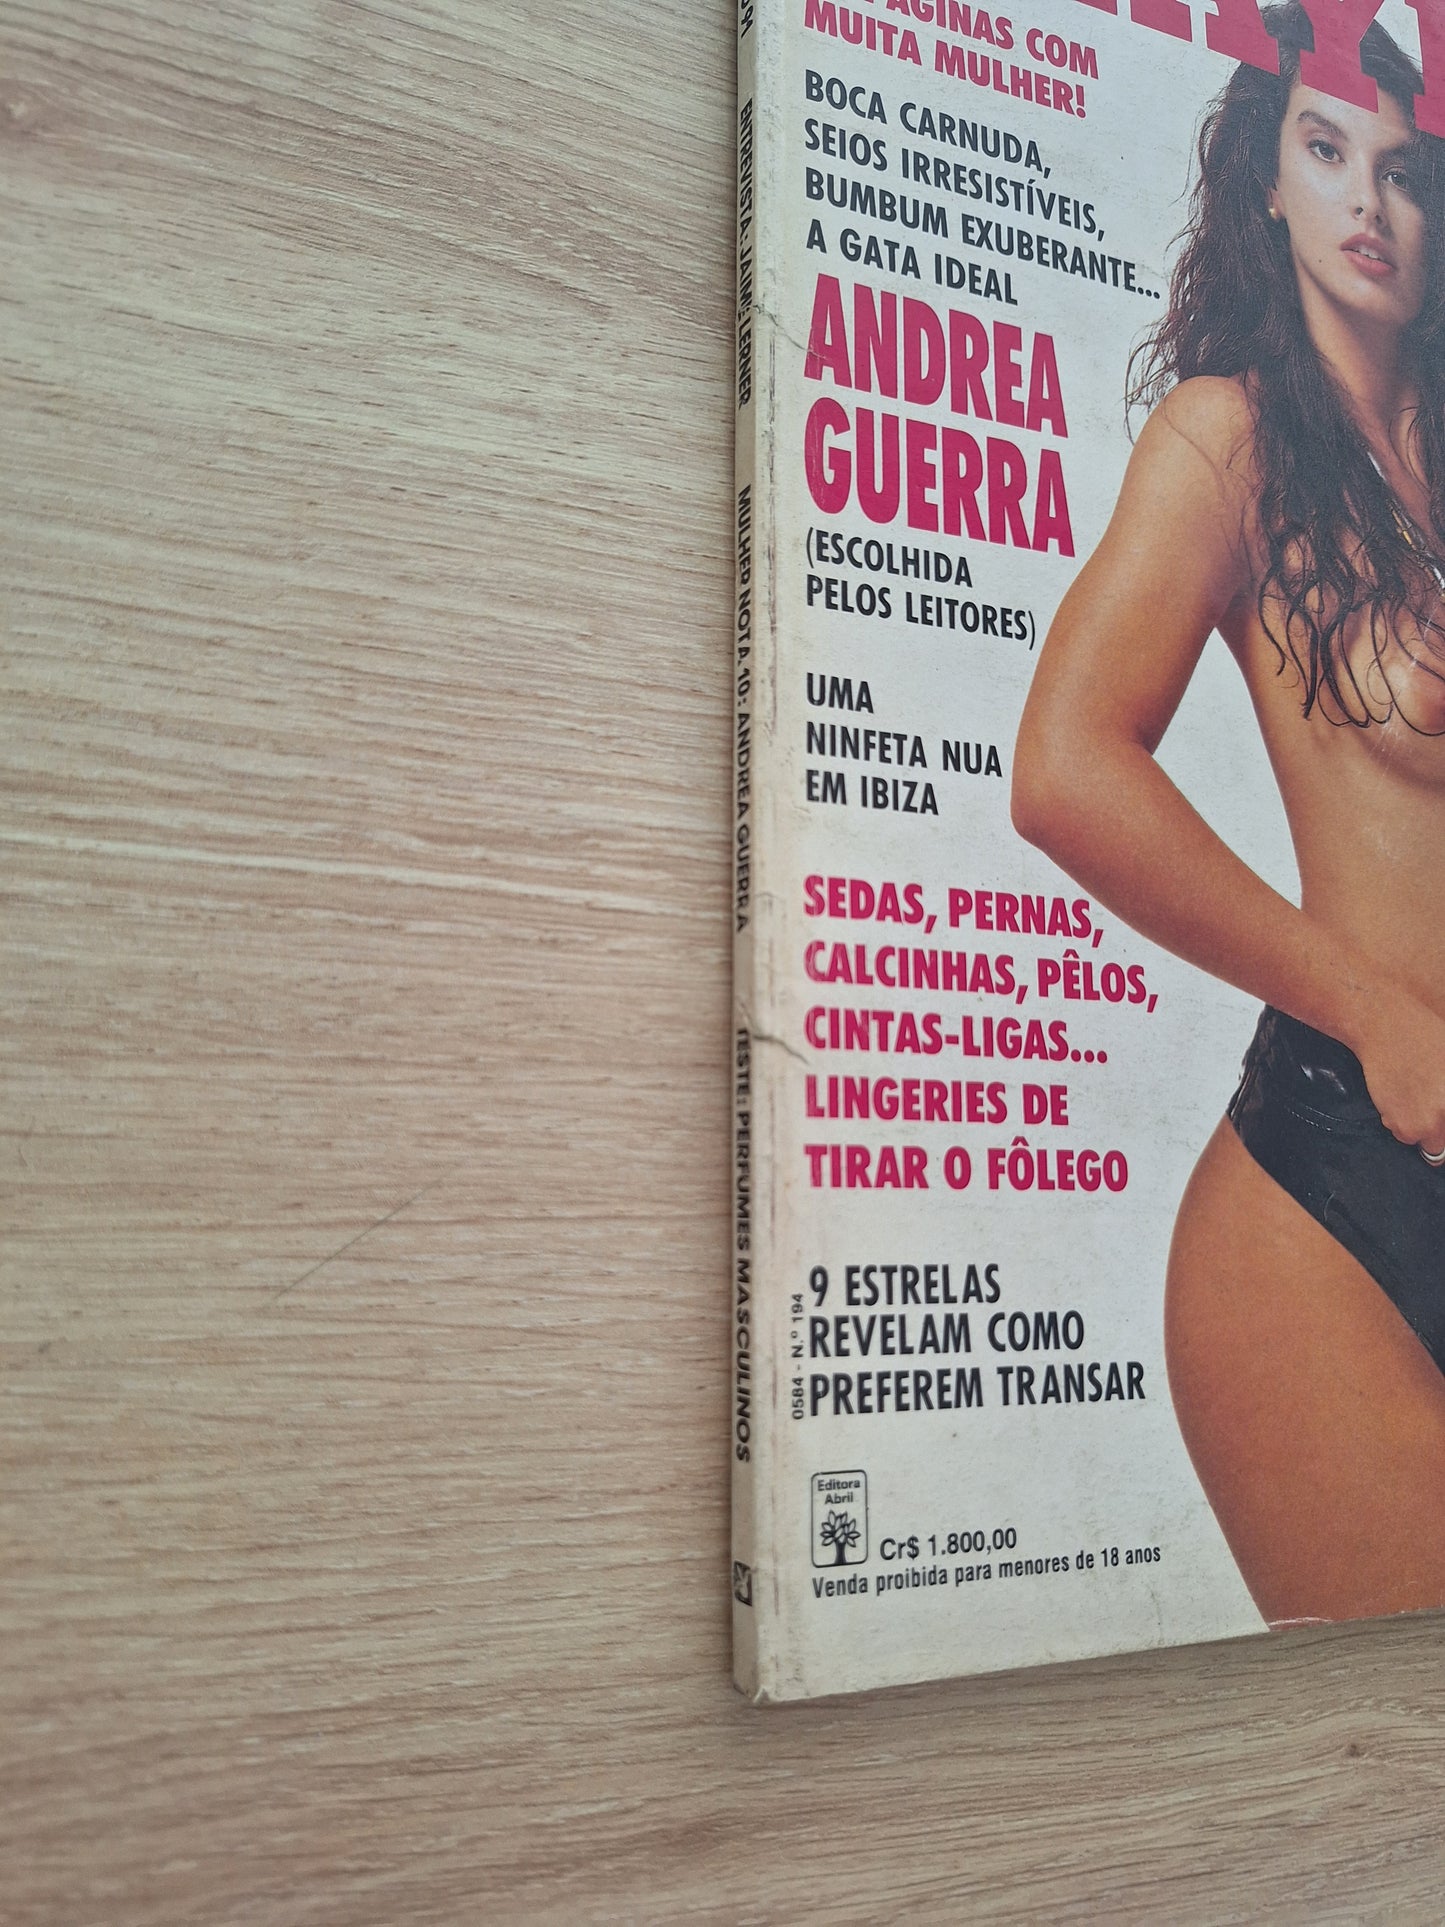 PÁGINAS COM
MUITA MULHER!
BOCA CARNUDA,
SEIOS IRRESISTÍVEIS,
BUMBUM EXUBERANTE...
A GATA IDEAL
ANDREA
GUERRA
(ESCOLHIDA
PELOS LEITORES)
UMA
NINFETA NUA
EM IBIZA
SEDAS, PERNAS,
CALCINHAS, PÊLOS,
CINTAS-LIGAS...
LINGERIES DE
TIRAR O FÔLEGO
9 ESTRELAS
REVELAM COMO
PREFEREM TRANSAR
0584 - N.º 194
Editora
Abril
Cr$ 1.800,00
Venda proibida para menores de 18 anos
ENTREVISTA: JAIME LERNER
MULHER NOTA 10: ANDREA GUERRA
TESTE: PERFUMES MASCULINOS